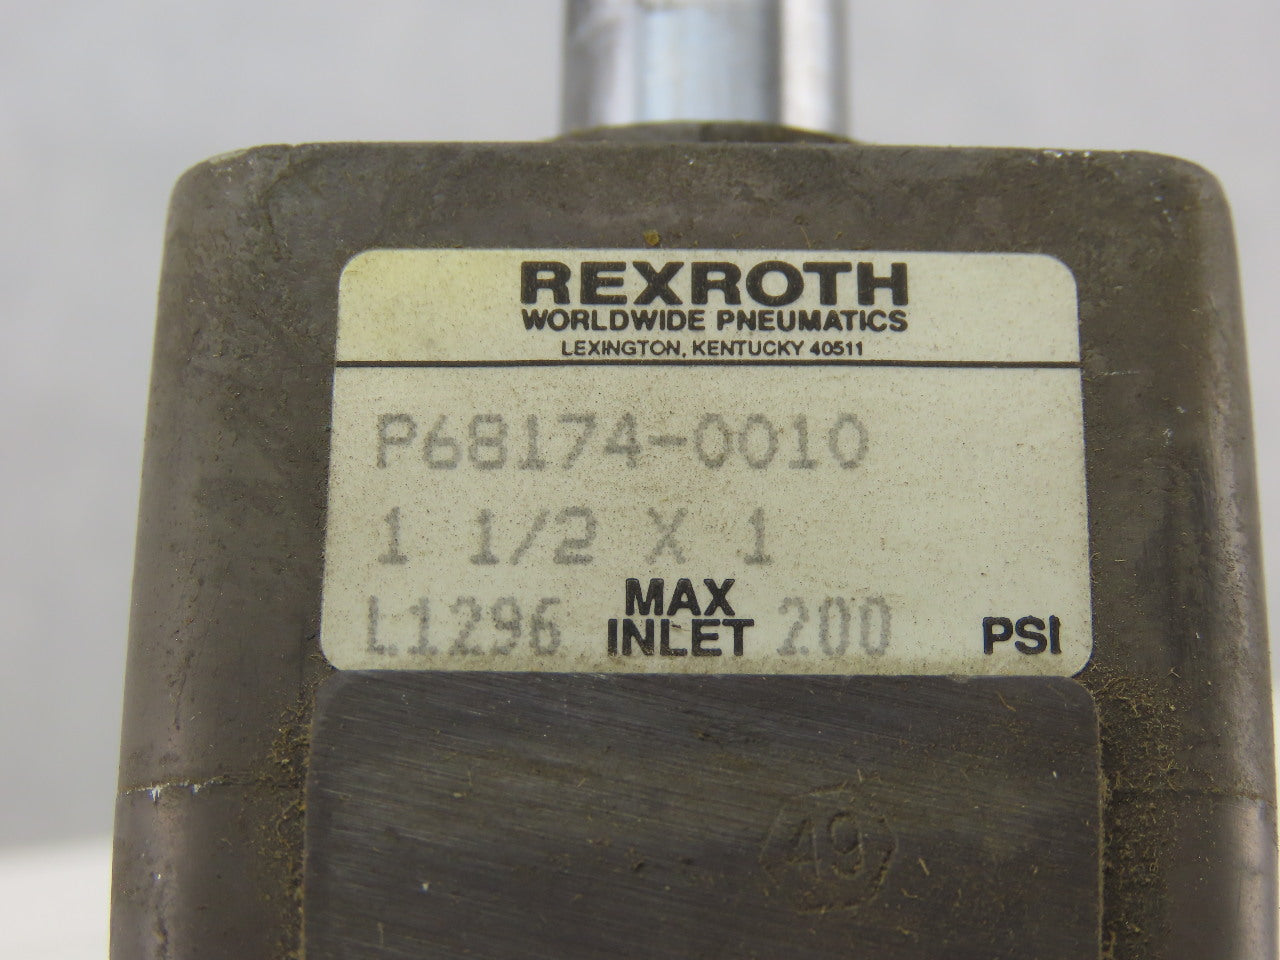 REXROTH
WORLDWIDE PNEUMATICS
LEXINGTON, KENTUCKY 40511
P68174-0010
1 1/2 X 1
L1296 MAX INLET 200 PSI
49